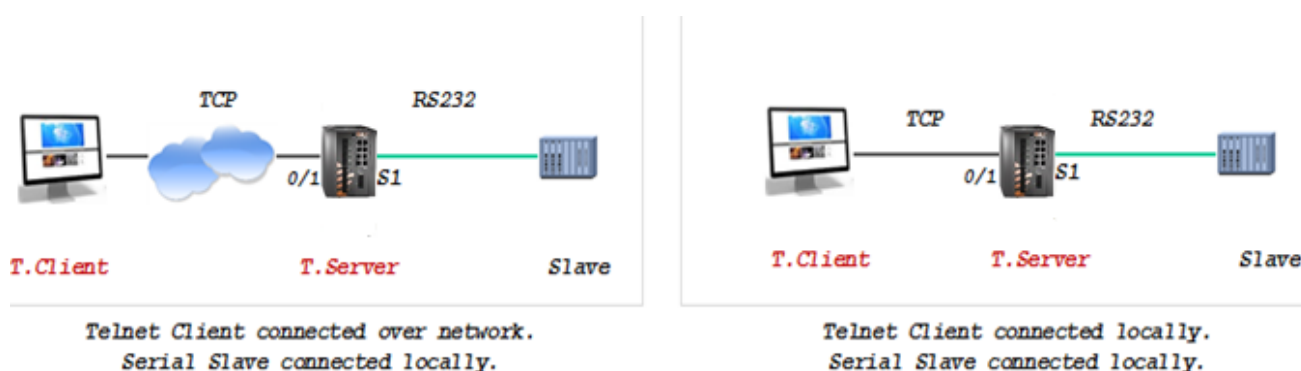 TCP RS232
0/1 S1
T.Client T.Server Slave
Telnet Client connected over network.
Serial Slave connected locally.
TCP RS232
0/1 S1
T.Client T.Server Slave
Telnet Client connected locally.
Serial Slave connected locally.